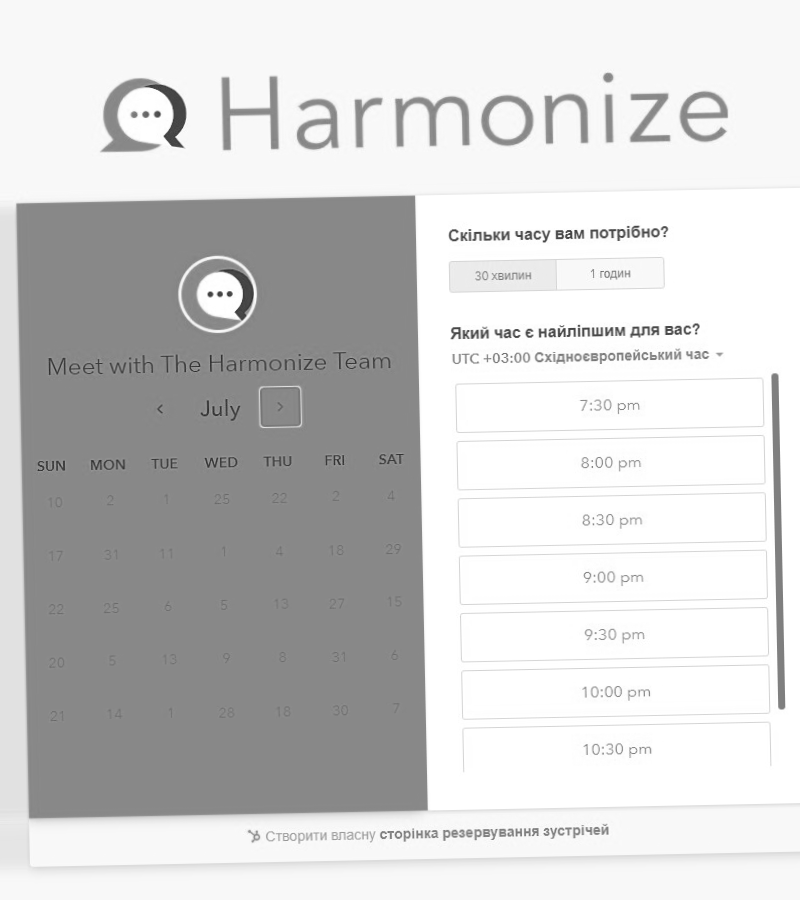 Harmonize
Meet with The Harmonize Team
July
SUN MON TUE WED THU FRI SAT
10 2 1 25 22 2 4
17 31 11 1 4 18 29
22 25 6 5 13 27 15
20 5 13 9 8 31 6
21 14 1 28 18 30 7
Скільки часу вам потрібно?
30 хвилин 1 годин
Який час є найліпшим для вас?
UTC +03:00 Східноєвропейський час
7:30 pm
8:00 pm
8:30 pm
9:00 pm
9:30 pm
10:00 pm
10:30 pm
Створити власну сторінка резервування зустрічей